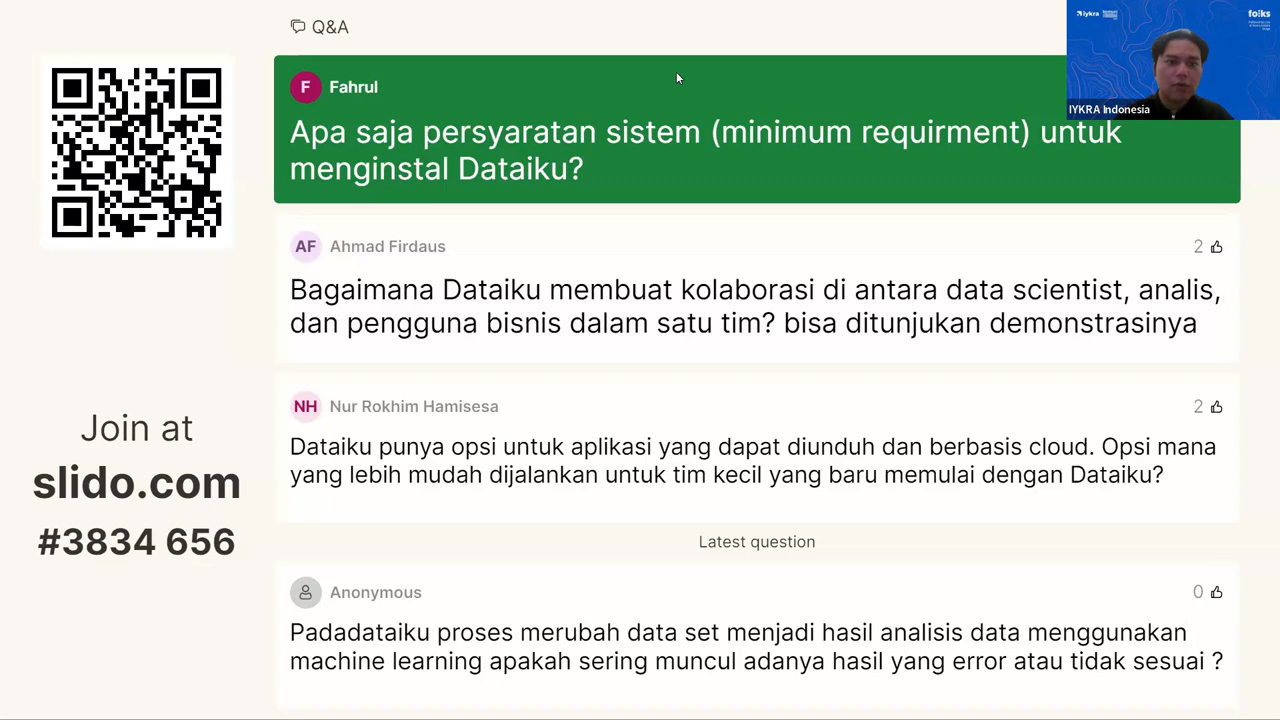 Q&A
F Fahrul
Apa saja persyaratan sistem (minimum requirment) untuk
menginstal Dataiku?
AF Ahmad Firdaus 2
Bagaimana Dataiku membuat kolaborasi di antara data scientist, analis,
dan pengguna bisnis dalam satu tim? bisa ditunjukan demonstrasinya
NH Nur Rokhim Hamisesa 2
Dataiku punya opsi untuk aplikasi yang dapat diunduh dan berbasis cloud. Opsi mana
yang lebih mudah dijalankan untuk tim kecil yang baru memulai dengan Dataiku?
Latest question
Anonymous 0
Padadataiku proses merubah data set menjadi hasil analisis data menggunakan
machine learning apakah sering muncul adanya hasil yang error atau tidak sesuai ?
Join at
slido.com
#3834 656
iykra
fo:ks
IYKRA Indonesia